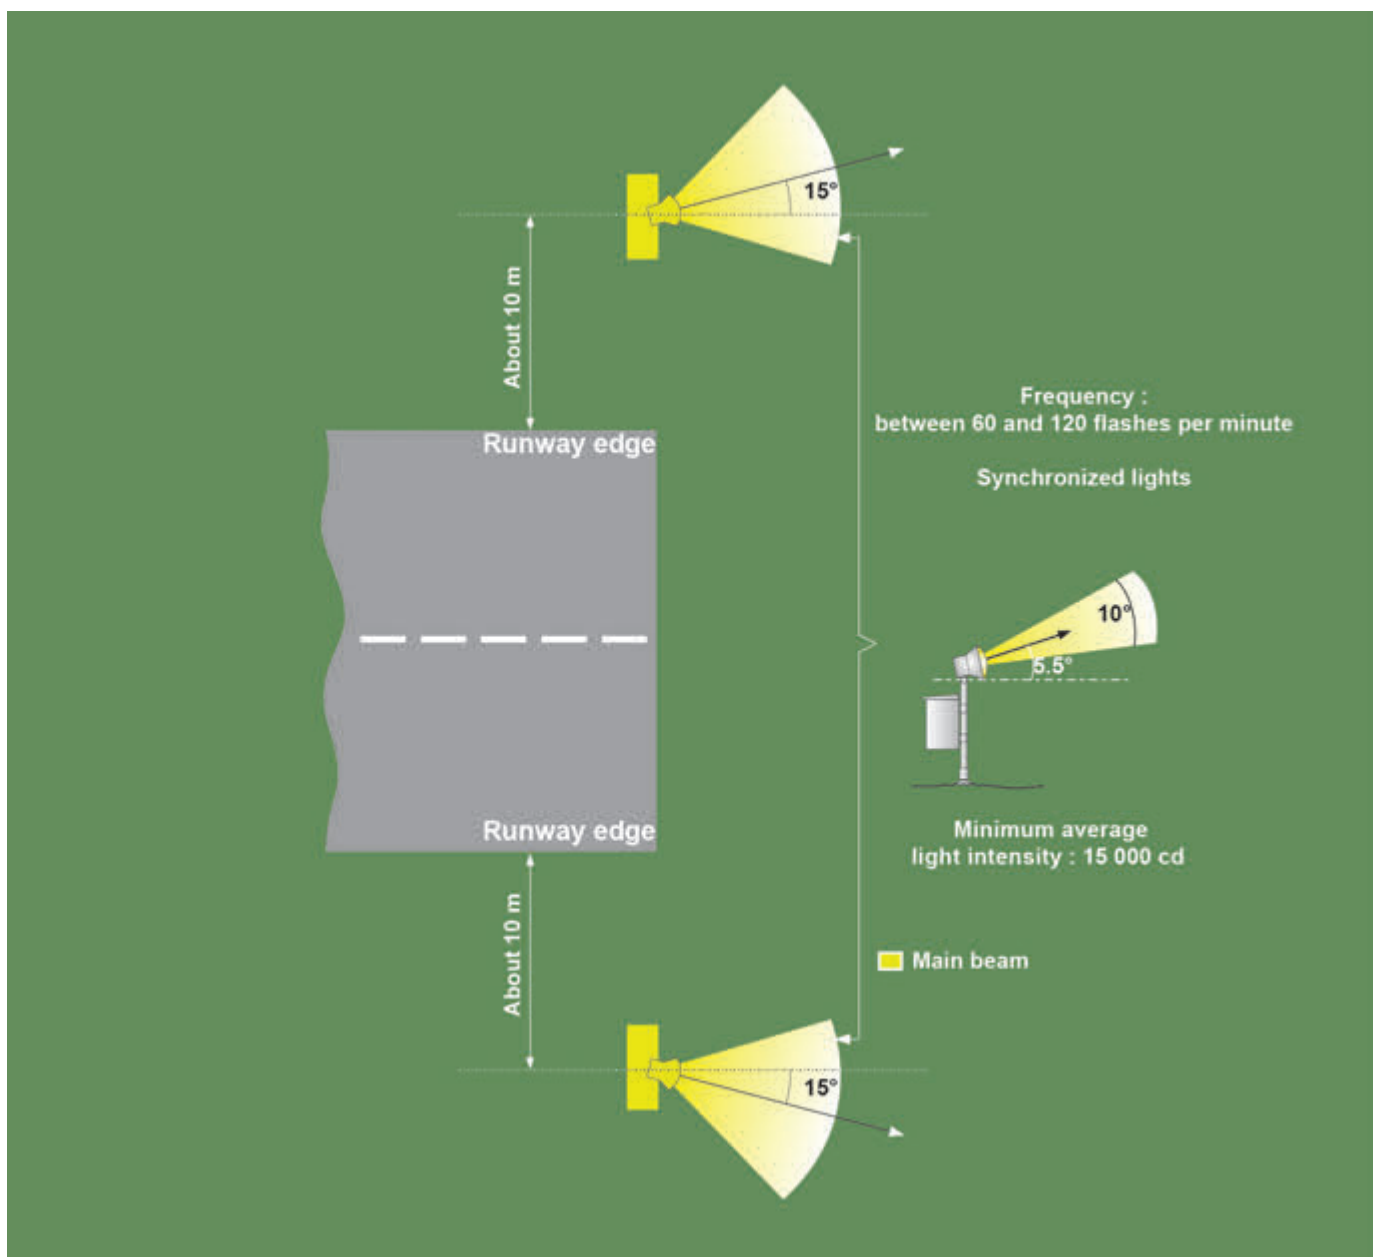 15°
About 10 m
Runway edge
Frequency :
between 60 and 120 flashes per minute
Synchronized lights
10°
5.5°
Runway edge
Minimum average
light intensity : 15 000 cd
About 10 m
Main beam
15°